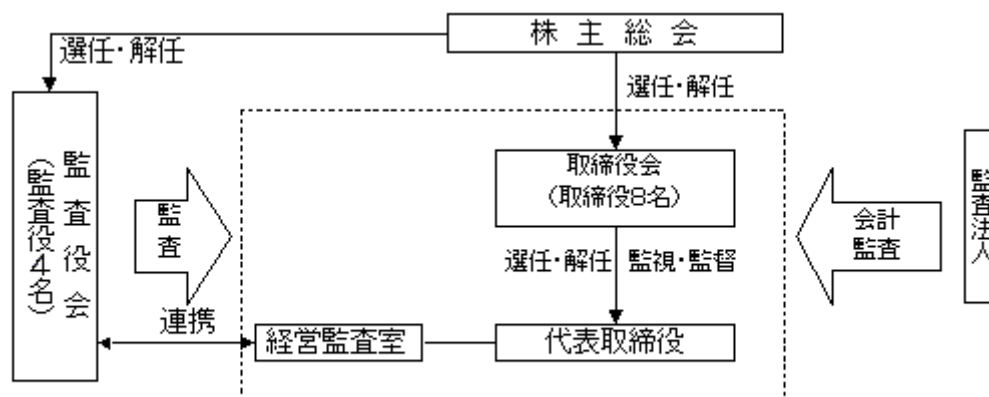 株主総会
選任・解任
選任・解任
監査役会
(監査役4名)
監査
取締役会
(取締役8名)
会計
監査
監査法人
選任・解任 監視・監督
連携
経営監査室
代表取締役